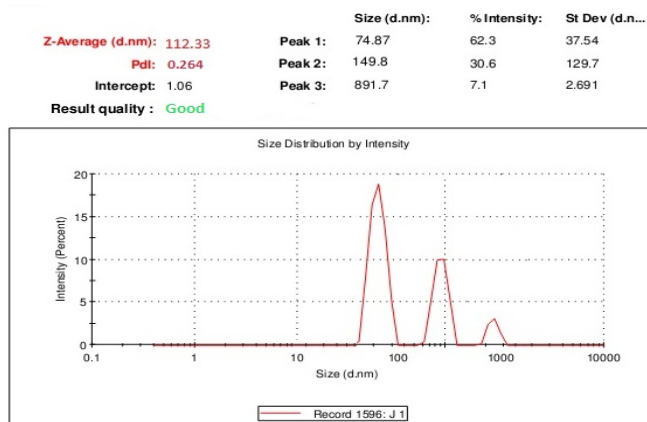 Size (d.nm): % Intensity: St Dev (d.n...
Z-Average (d.nm): 112.33 Peak 1: 74.87 62.3 37.54
PdI: 0.264 Peak 2: 149.8 30.6 129.7
Intercept: 1.06 Peak 3: 891.7 7.1 2.691
Result quality : Good
Size Distribution by Intensity
Intensity (Percent)
20
15
10
5
0
0.1 1 10 100 1000 10000
Size (d.nm)
Record 1596: J 1